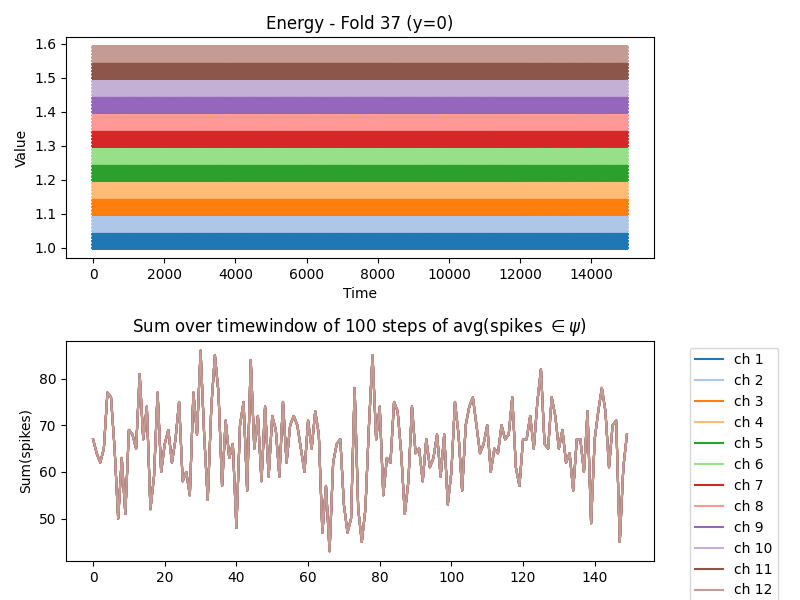 Energy - Fold 37 (y=0)
1.6
1.5
1.4
1.3
1.2
1.1
1.0
Value
0 2000 4000 6000 8000 10000 12000 14000
Time
Sum over timewindow of 100 steps of avg(spikes ∈ ψ)
80
70
60
50
Sum(spikes)
0 20 40 60 80 100 120 140
ch 1
ch 2
ch 3
ch 4
ch 5
ch 6
ch 7
ch 8
ch 9
ch 10
ch 11
ch 12